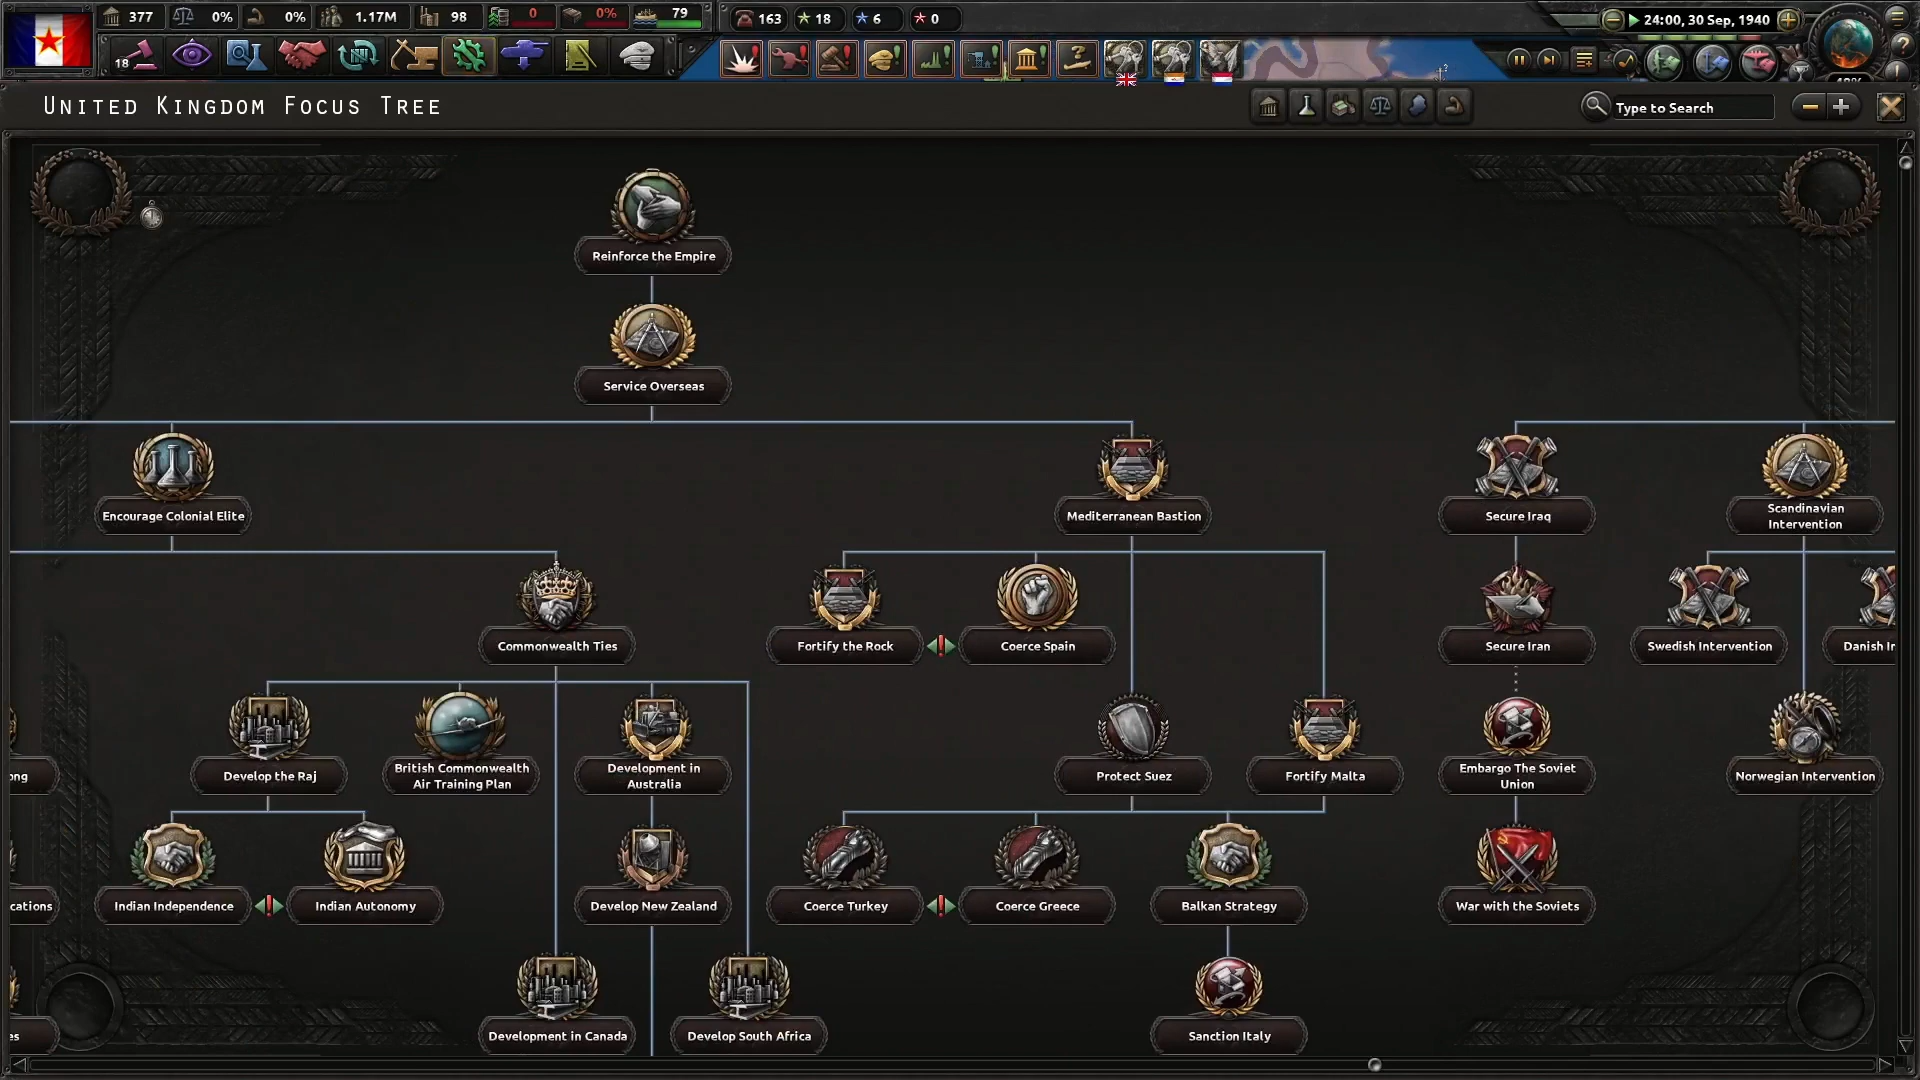 377
0%
0%
1.17M
98
0
0%
79
163
18
6
0
24:00, 30 Sep, 1940
18
United Kingdom Focus Tree
Type to Search
Reinforce the Empire
Service Overseas
Encourage Colonial Elite
Mediterranean Bastion
Secure Iraq
Scandinavian
Intervention
Commonwealth Ties
Fortify the Rock
Coerce Spain
Secure Iran
Swedish Intervention
Danish In
ong
Develop the Raj
British Commonwealth
Air Training Plan
Development in
Australia
Protect Suez
Fortify Malta
Embargo The Soviet
Union
Norwegian Intervention
cations
Indian Independence
Indian Autonomy
Develop New Zealand
Coerce Turkey
Coerce Greece
Balkan Strategy
War with the Soviets
es
Development in Canada
Develop South Africa
Sanction Italy